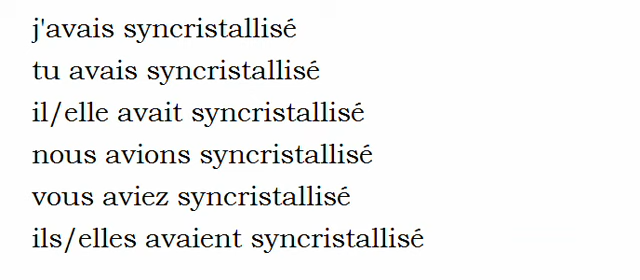 j'avais syncristallisé
tu avais syncristallisé
il/elle avait syncristallisé
nous avions syncristallisé
vous aviez syncristallisé
ils/elles avaient syncristallisé